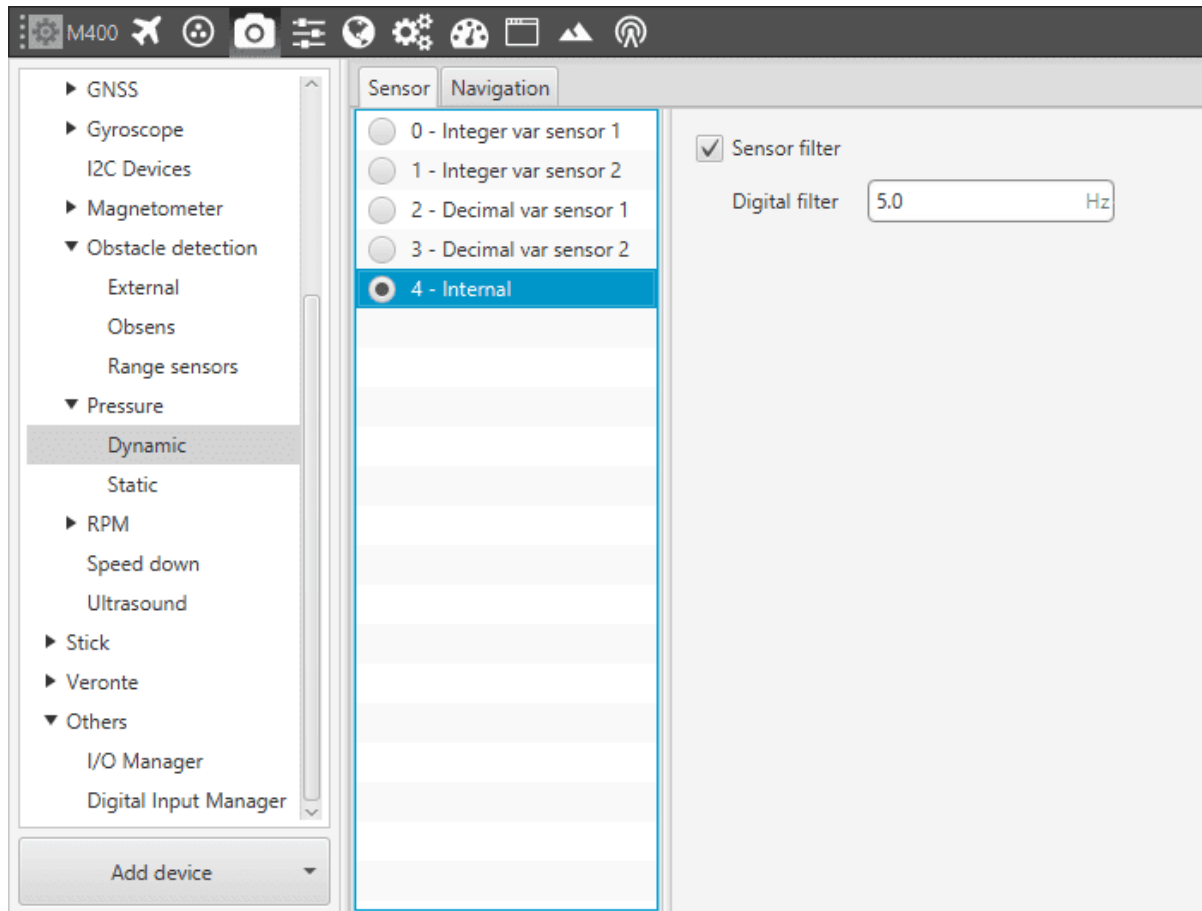 M400
GNSS
Gyroscope
I2C Devices
Magnetometer
Obstacle detection
External
Obsens
Range sensors
Pressure
Dynamic
Static
RPM
Speed down
Ultrasound
Stick
Veronte
Others
I/O Manager
Digital Input Manager
Add device
Sensor Navigation
0 - Integer var sensor 1
1 - Integer var sensor 2
2 - Decimal var sensor 1
3 - Decimal var sensor 2
4 - Internal
Sensor filter
Digital filter 5.0 Hz